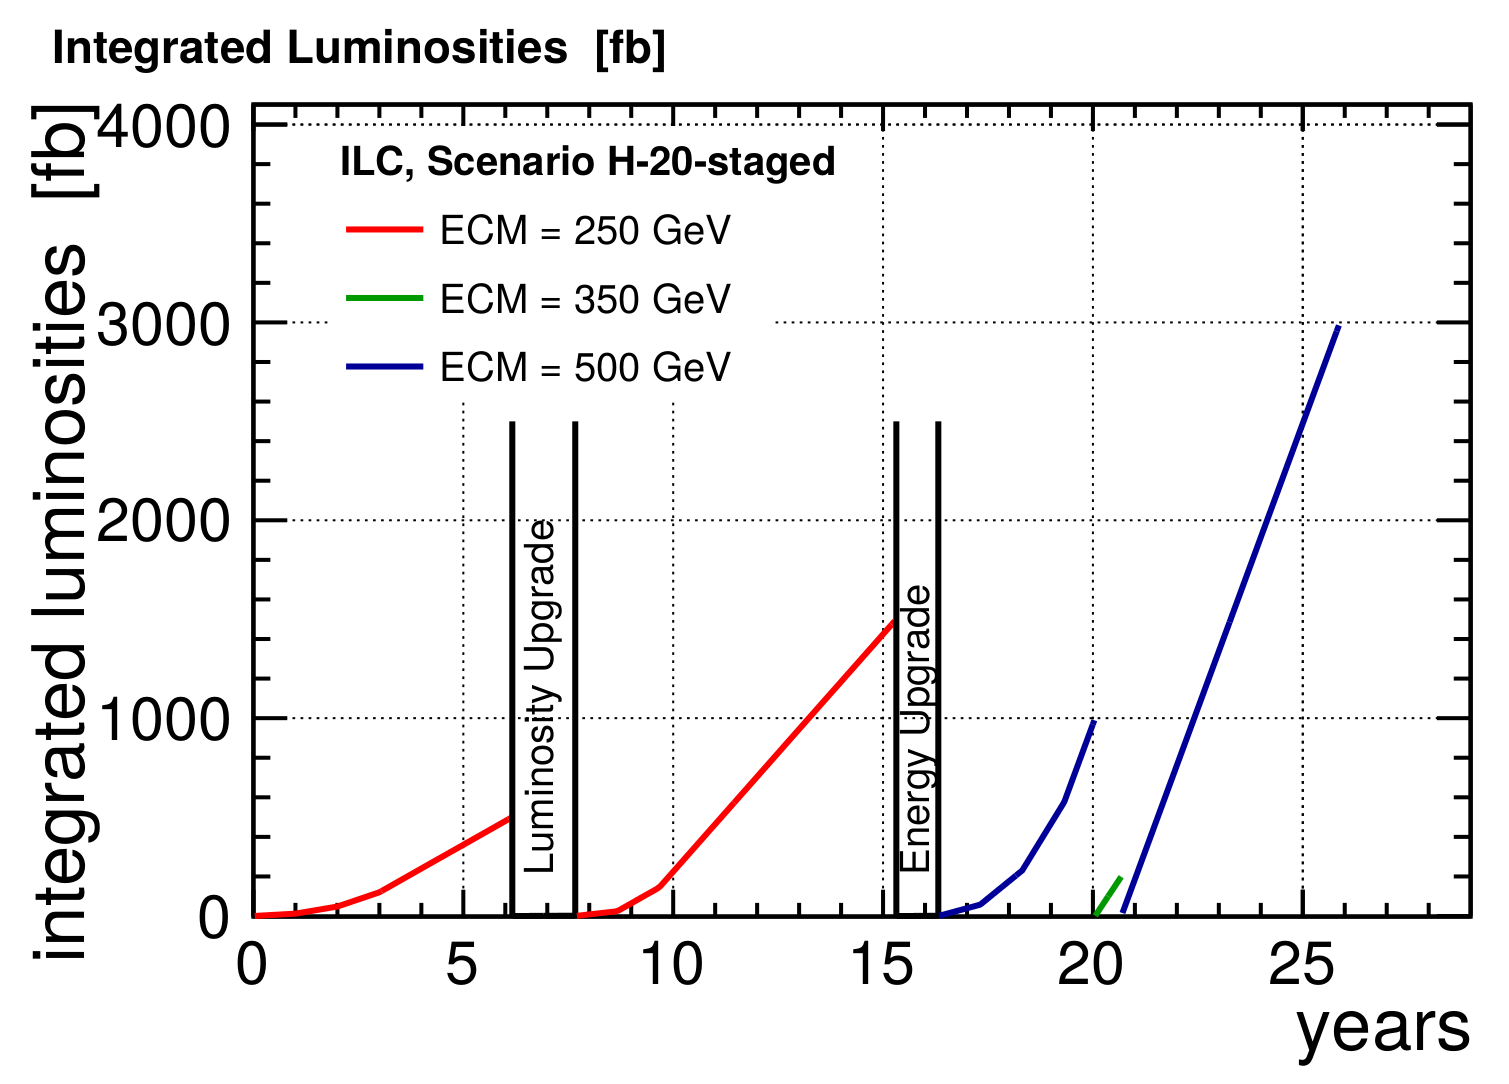 Integrated Luminosities [fb]
integrated luminosities [fb]
4000
3000
2000
1000
0
ILC, Scenario H-20-staged
ECM = 250 GeV
ECM = 350 GeV
ECM = 500 GeV
Luminosity Upgrade
Energy Upgrade
0 5 10 15 20 25
years